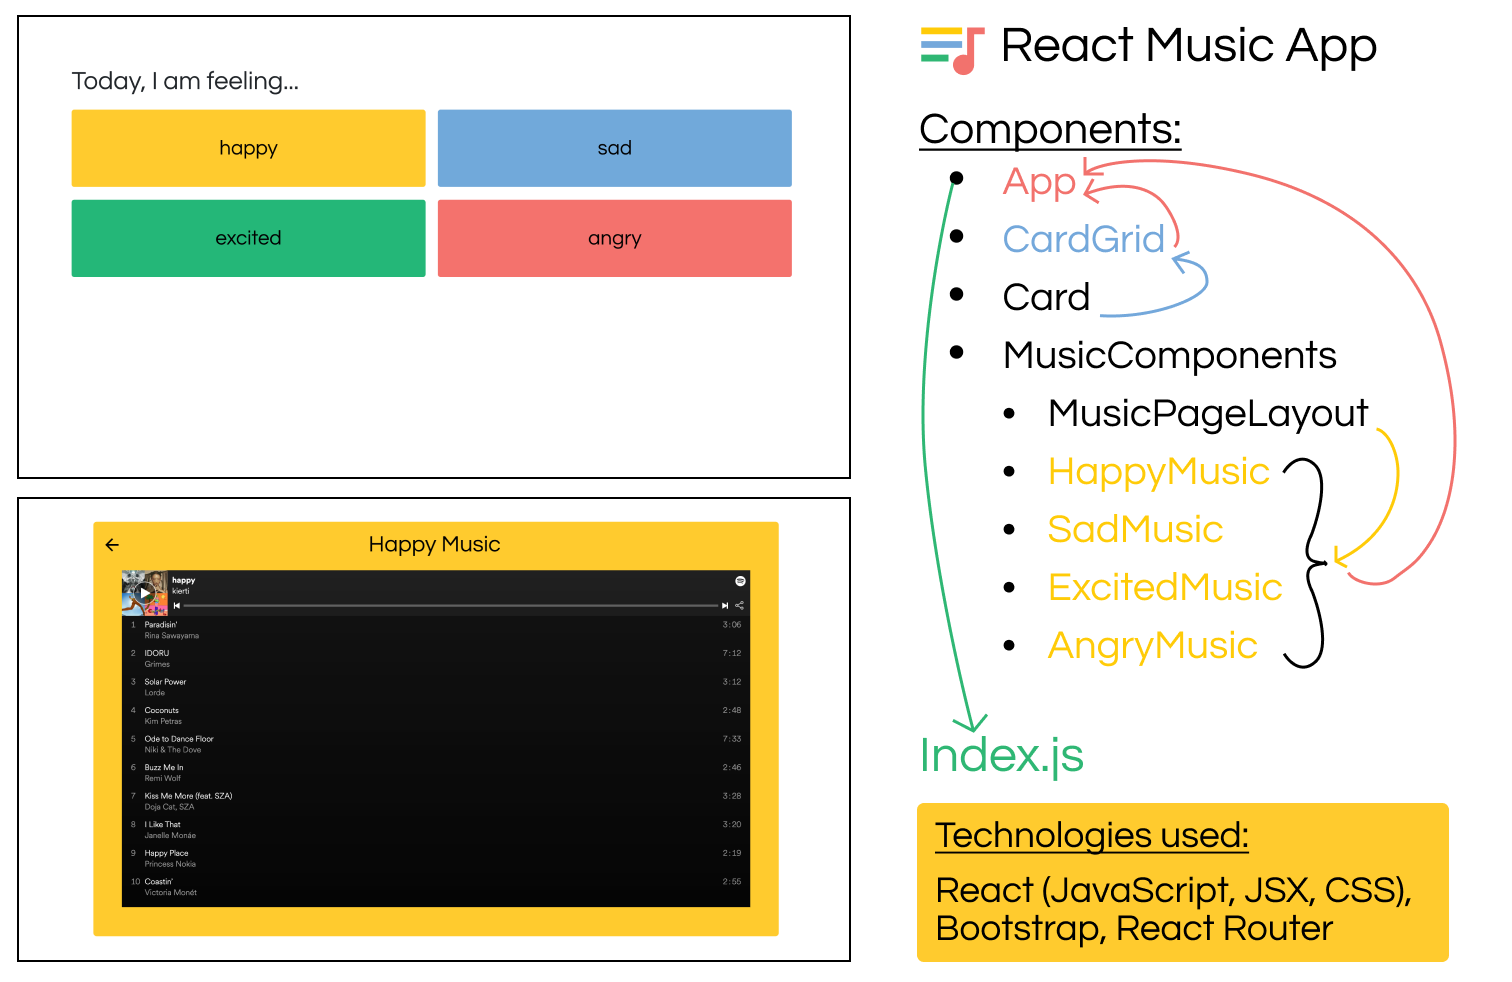 Today, I am feeling...
happy
sad
excited
angry
Happy Music
happy
kierti
1 Paradisin' 3:06
Rina Sawayama
2 IDORU 7:12
Grimes
3 Solar Power 3:12
Lorde
4 Coconuts 2:48
Kim Petras
5 Ode to Dance Floor 7:33
Niki & The Dove
6 Buzz Me In 2:46
Remi Wolf
7 Kiss Me More (feat. SZA) 3:28
Doja Cat, SZA
8 I Like That 3:20
Janelle Monáe
9 Happy Place 2:19
Princess Nokia
10 Coastin' 2:55
Victoria Monét
React Music App
Components:
App
CardGrid
Card
MusicComponents
MusicPageLayout
HappyMusic
SadMusic
ExcitedMusic
AngryMusic
Index.js
Technologies used:
React (JavaScript, JSX, CSS),
Bootstrap, React Router